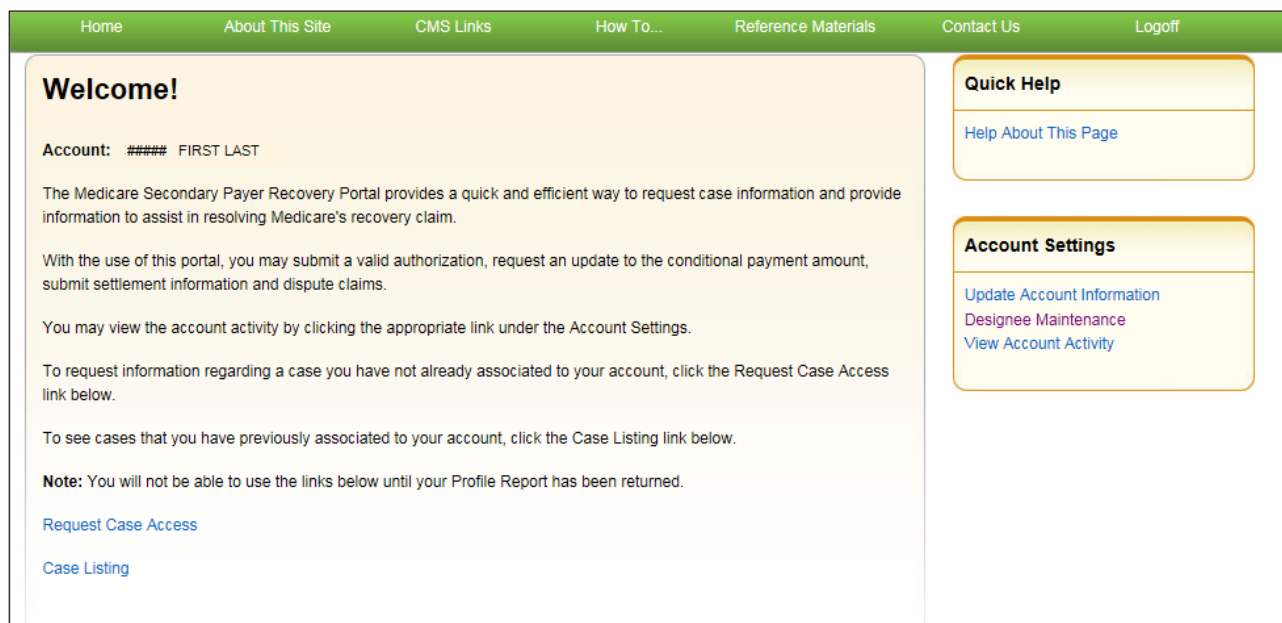 Home About This Site CMS Links How To... Reference Materials Contact Us Logoff
Welcome!
Account: ##### FIRST LAST
The Medicare Secondary Payer Recovery Portal provides a quick and efficient way to request case information and provide
information to assist in resolving Medicare's recovery claim.
With the use of this portal, you may submit a valid authorization, request an update to the conditional payment amount,
submit settlement information and dispute claims.
You may view the account activity by clicking the appropriate link under the Account Settings.
To request information regarding a case you have not already associated to your account, click the Request Case Access
link below.
To see cases that you have previously associated to your account, click the Case Listing link below.
Note: You will not be able to use the links below until your Profile Report has been returned.
Request Case Access
Case Listing
Quick Help
Help About This Page
Account Settings
Update Account Information
Designee Maintenance
View Account Activity